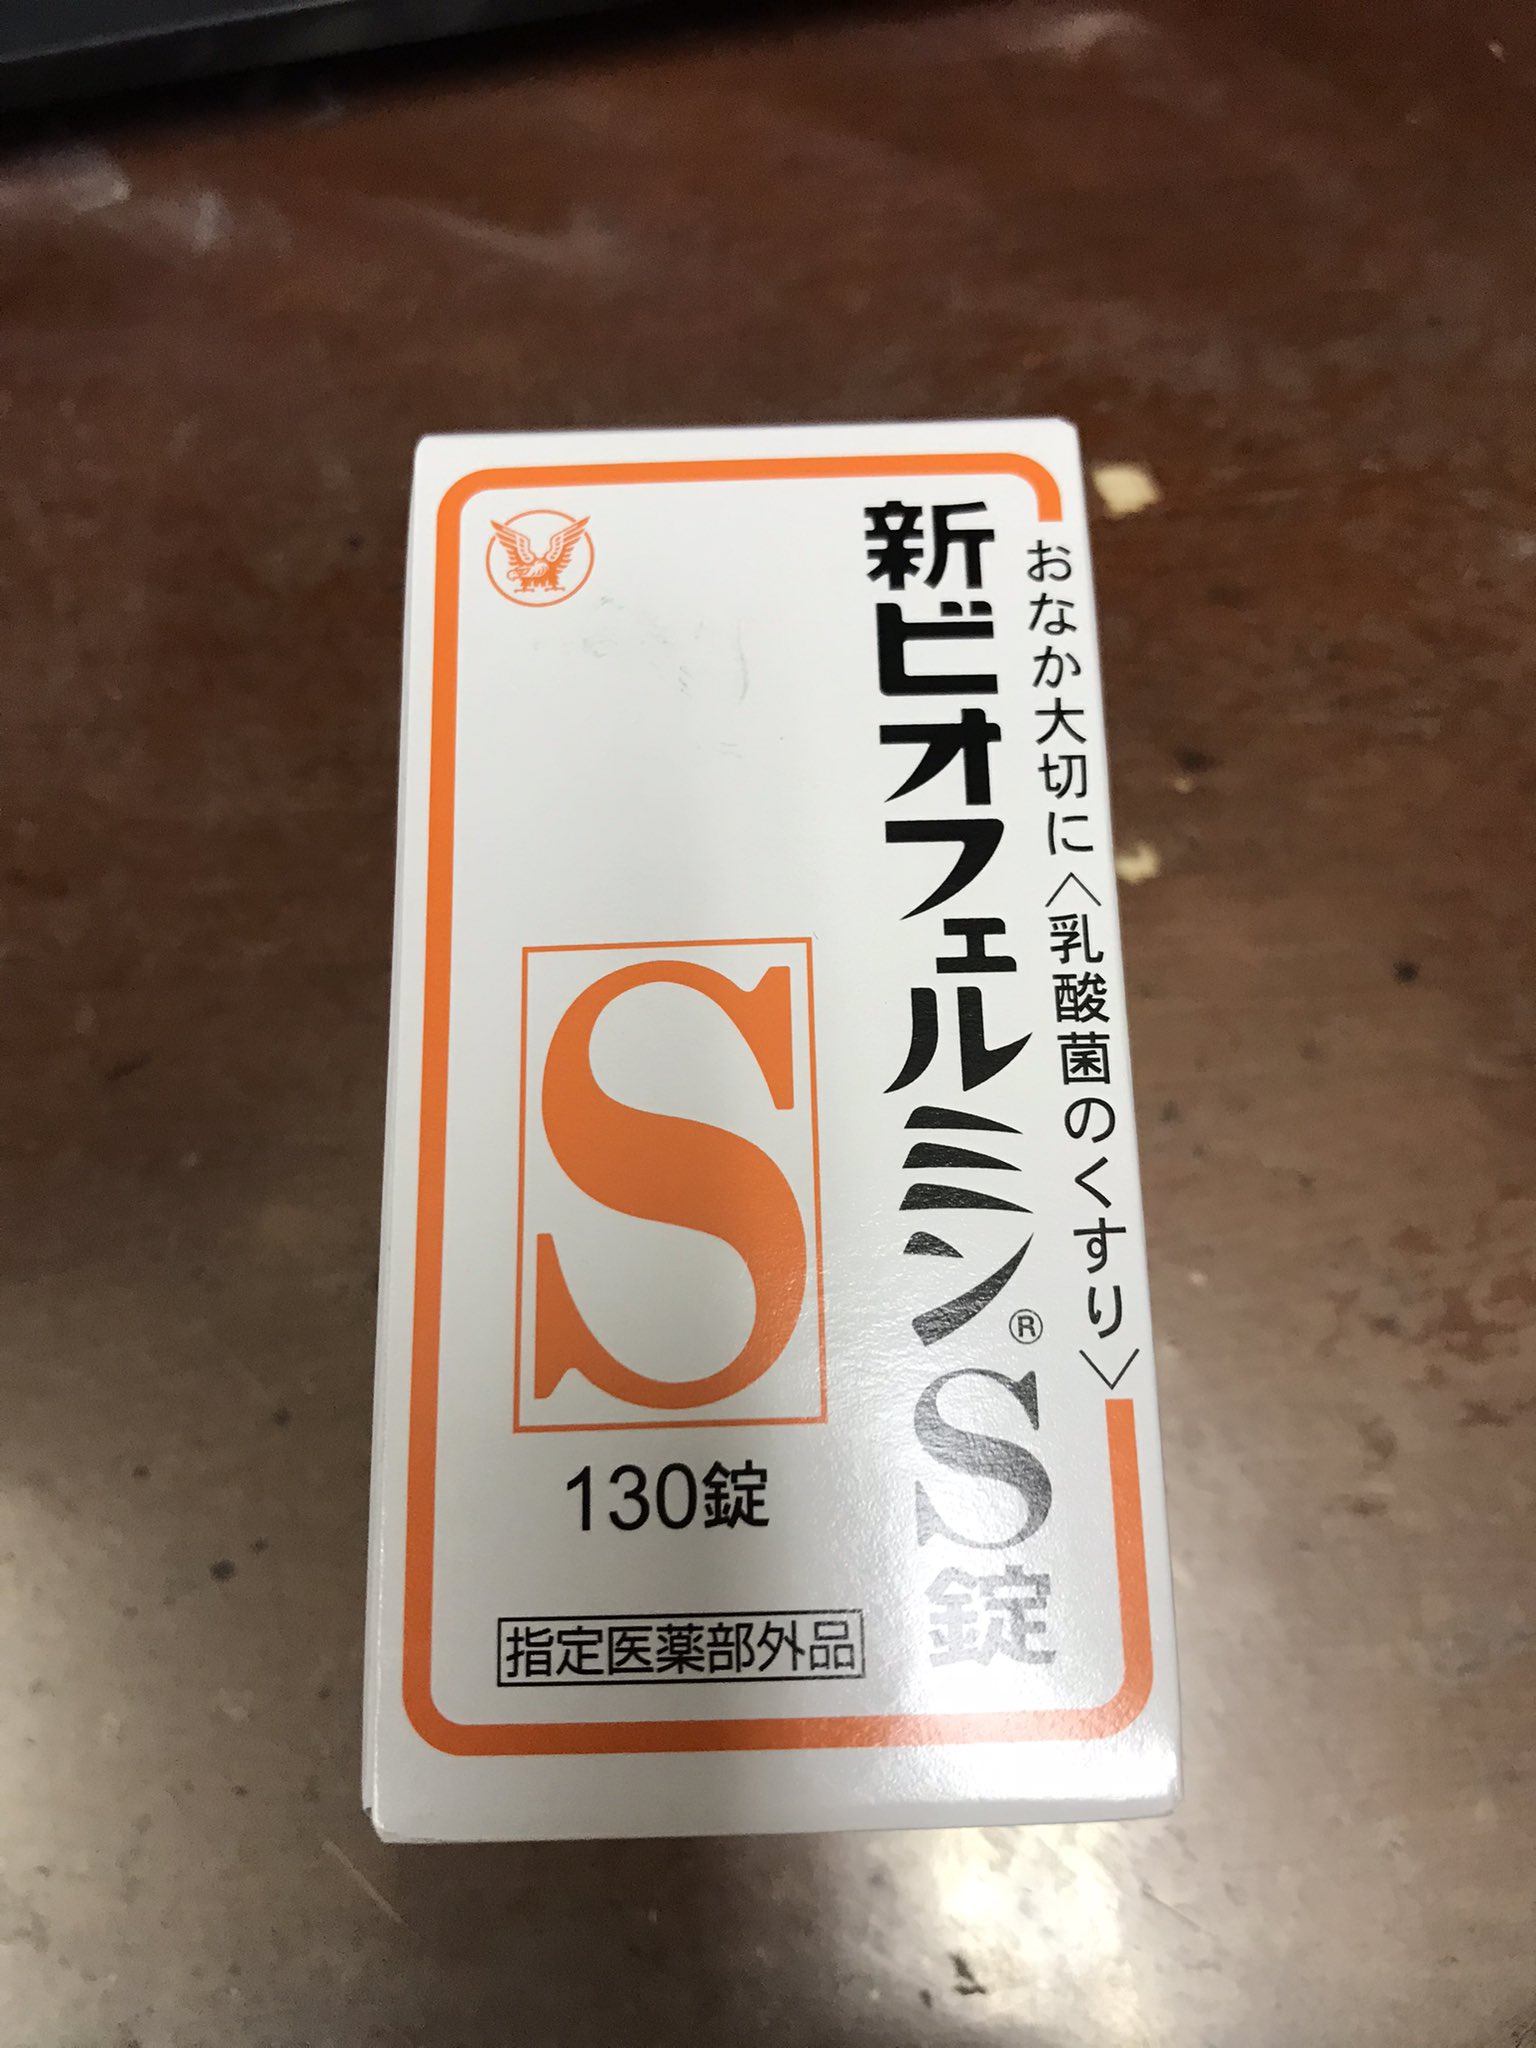 おなか大切に〈乳酸菌のくすり〉
新ビオフェルミン®S錠
S
130錠
指定医薬部外品